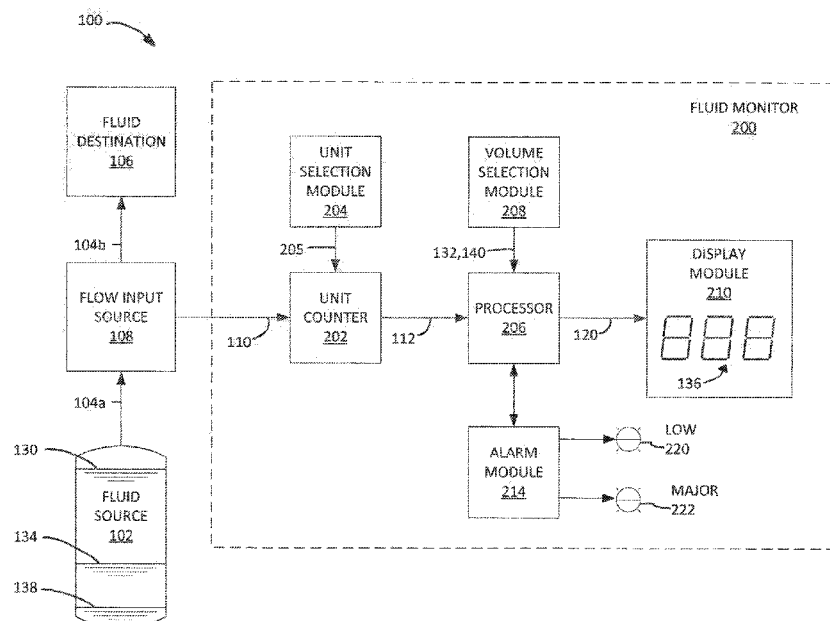 100
FLUID
DESTINATION
106
104b
FLOW INPUT
SOURCE
108
104a
130
FLUID
SOURCE
102
134
138
FLUID MONITOR
200
UNIT
SELECTION
MODULE
204
205
VOLUME
SELECTION
MODULE
208
132,140
110
UNIT
COUNTER
202
112
PROCESSOR
206
120
DISPLAY
MODULE
210
888
136
ALARM
MODULE
214
LOW
220
MAJOR
222